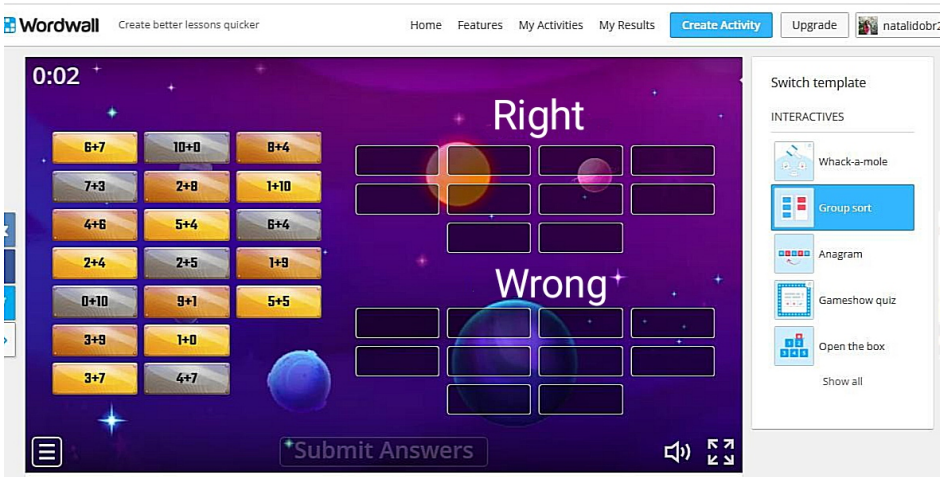 Wordwall Create better lessons quicker Home Features My Activities My Results Create Activity Upgrade natalidobr2
0:02
Right
6+7 10+0 8+4
7+3 2+8 1+10
4+6 5+4 6+4
2+4 2+5 1+9
0+10 9+1 5+5
3+9 1+0
3+7 4+7
Wrong
Submit Answers
Switch template
INTERACTIVES
Whack-a-mole
Group sort
Anagram
Gameshow quiz
Open the box
Show all